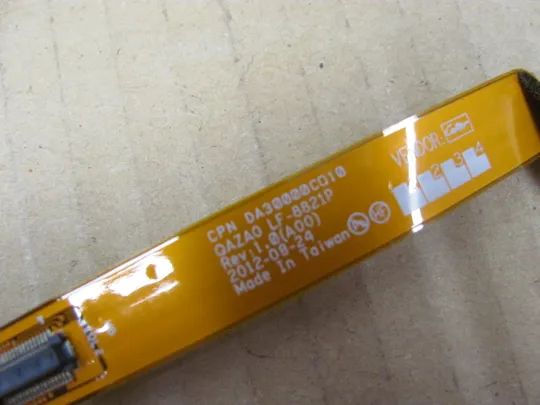 CPN DA30000CD10
QAZA0 LF-8821P
Rev:1.0(A00)
2012-08-24
Made In Taiwan
VENDOR:
2 3 4